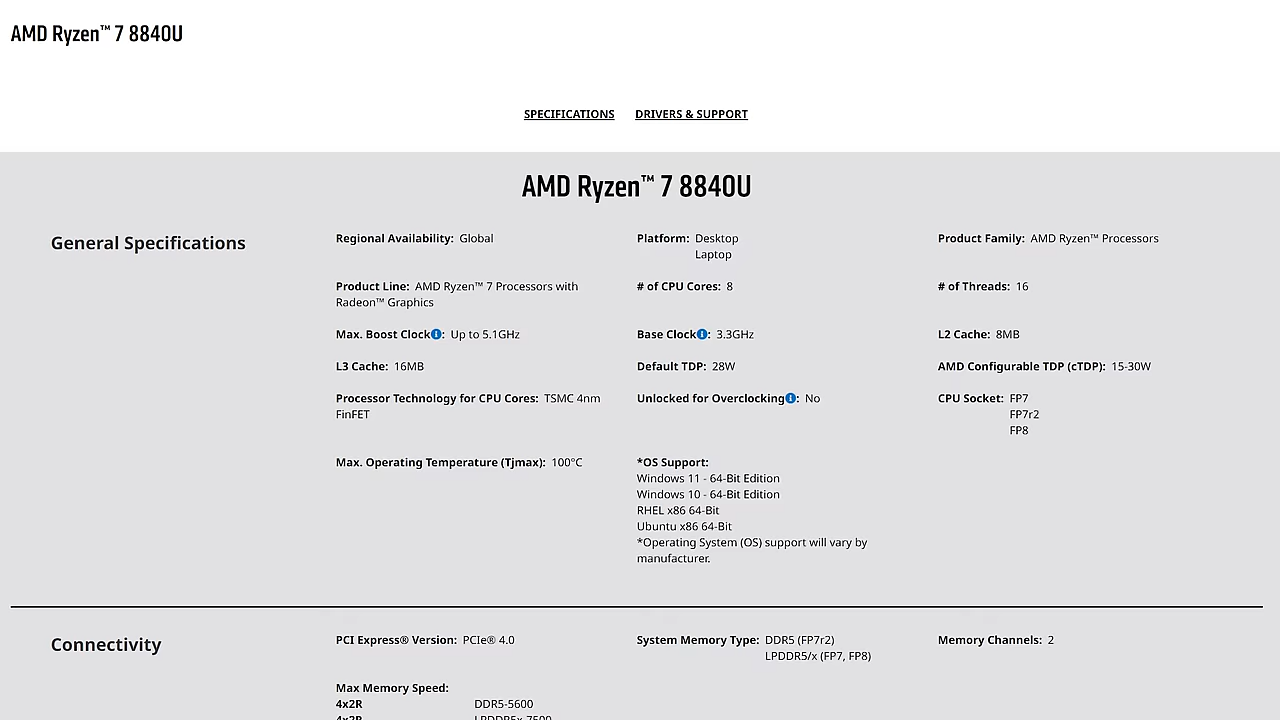 AMD Ryzen™ 7 8840U
SPECIFICATIONS DRIVERS & SUPPORT
AMD Ryzen™ 7 8840U
General Specifications
Regional Availability: Global
Platform: Desktop
Laptop
Product Family: AMD Ryzen™ Processors
Product Line: AMD Ryzen™ 7 Processors with
Radeon™ Graphics
# of CPU Cores: 8
# of Threads: 16
Max. Boost Clock: Up to 5.1GHz
Base Clock: 3.3GHz
L2 Cache: 8MB
L3 Cache: 16MB
Default TDP: 28W
AMD Configurable TDP (cTDP): 15-30W
Processor Technology for CPU Cores: TSMC 4nm
FinFET
Unlocked for Overclocking: No
CPU Socket: FP7
FP7r2
FP8
Max. Operating Temperature (Tjmax): 100°C
*OS Support:
Windows 11 - 64-Bit Edition
Windows 10 - 64-Bit Edition
RHEL x86 64-Bit
Ubuntu x86 64-Bit
*Operating System (OS) support will vary by
manufacturer.
Connectivity
PCI Express® Version: PCIe® 4.0
System Memory Type: DDR5 (FP7r2)
LPDDR5/x (FP7, FP8)
Memory Channels: 2
Max Memory Speed:
4x2R DDR5-5600
4x2R LPDDR5x-7500